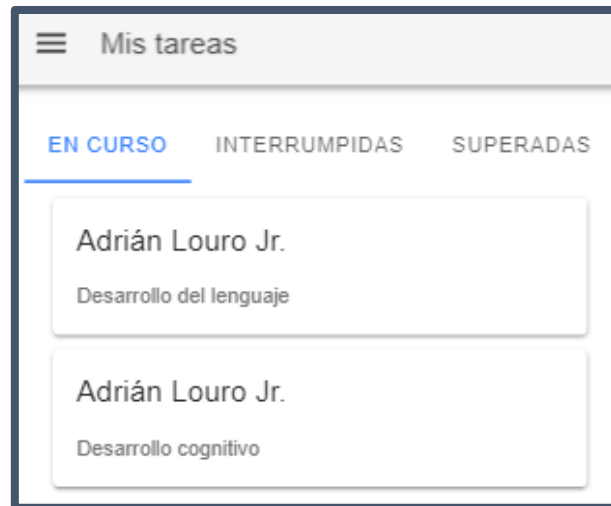 Mis tareas
EN CURSO INTERRUMPIDAS SUPERADAS
Adrián Louro Jr.
Desarrollo del lenguaje
Adrián Louro Jr.
Desarrollo cognitivo